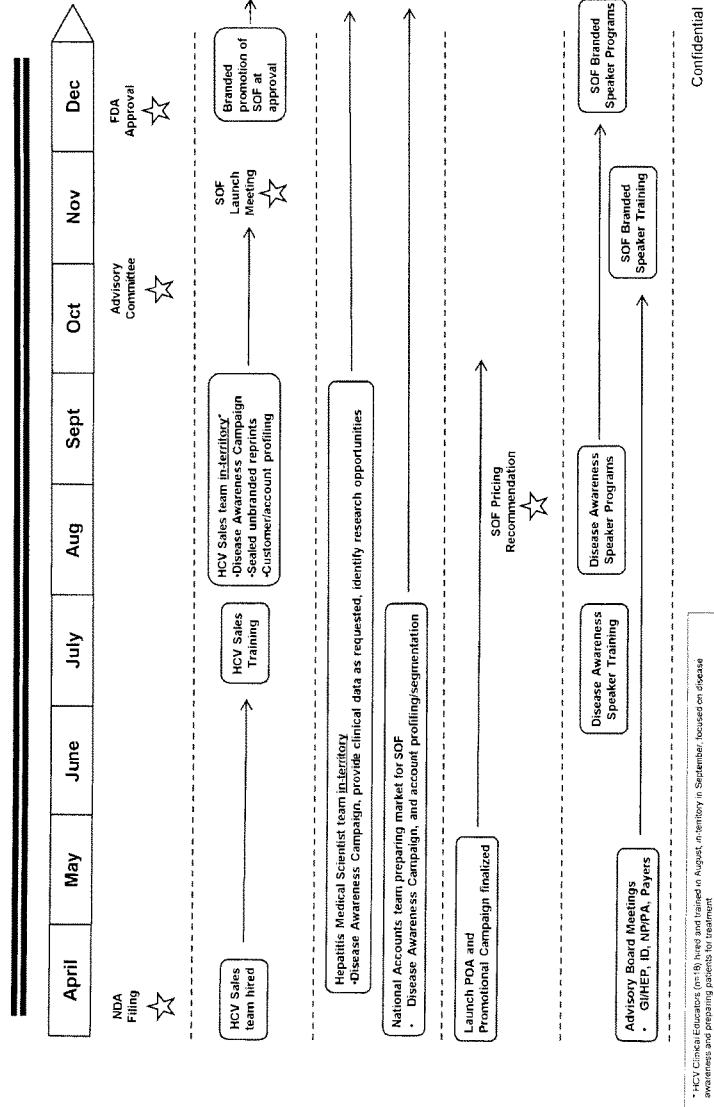 April
May
June
July
Aug
Sept
Oct
Nov
Dec
NDA
Filing
Advisory
Committee
FDA
Approval
HCV Sales
team hired
HCV Sales
Training
HCV Sales team in-territory*
•Disease Awareness Campaign
•Sealed unbranded reprints
•Customer/account profiling
SOF
Launch
Meeting
Branded
promotion of
SOF at
approval
Hepatitis Medical Scientist team in-territory
•Disease Awareness Campaign, provide clinical data as requested, identify research opportunities
National Accounts team preparing market for SOF
• Disease Awareness Campaign, and account profiling/segmentation
Launch POA and
Promotional Campaign finalized
SOF Pricing
Recommendation
Disease Awareness
Speaker Training
Disease Awareness
Speaker Programs
SOF Branded
Speaker Programs
Advisory Board Meetings
• GI/HEP, ID, NP/PA, Payers
SOF Branded
Speaker Training
* HCV Clinical Educators (n=18) hired and trained in August, in-territory in September, focused on disease
awareness and preparing patients for treatment
Confidential